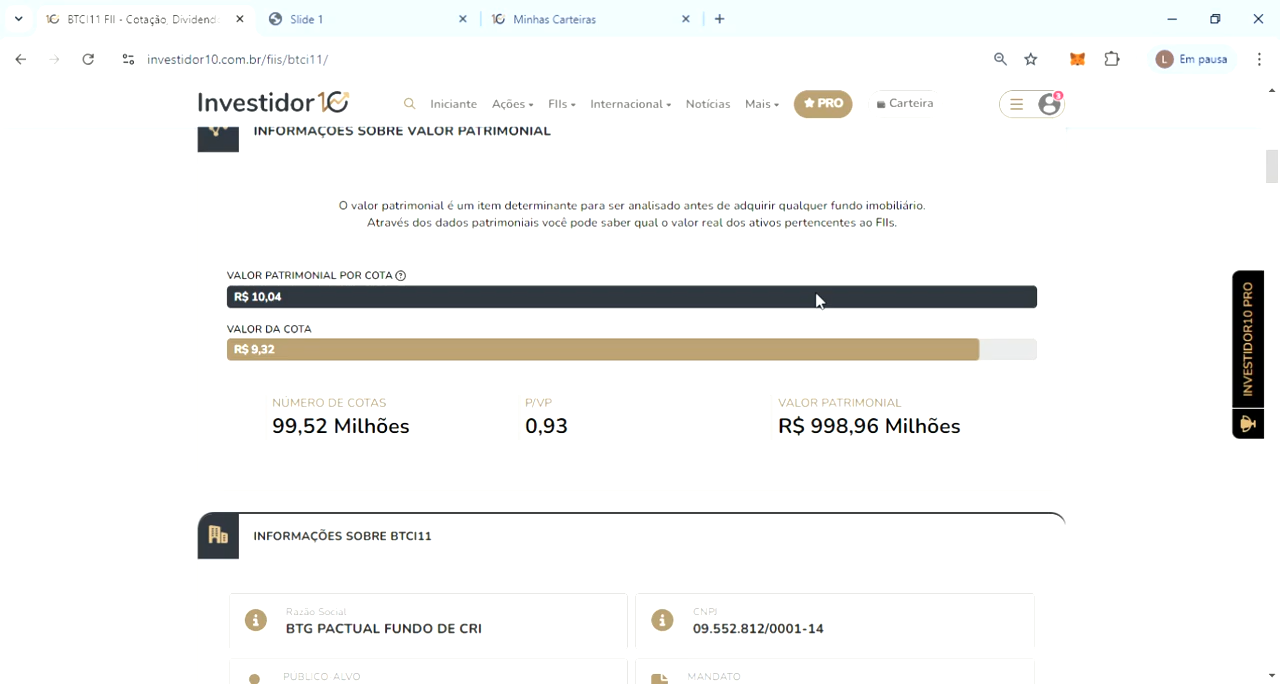 BTCI11 FII - Cotação, Dividend
Slide 1
Minhas Carteiras
investidor10.com.br/fiis/btci11/
L
Em pausa
Investidor10
Iniciante
Ações
FIIs
Internacional
Notícias
Mais
PRO
Carteira
3
INFORMAÇÕES SOBRE VALOR PATRIMONIAL
O valor patrimonial é um item determinante para ser analisado antes de adquirir qualquer fundo imobiliário.
Através dos dados patrimoniais você pode saber qual o valor real dos ativos pertencentes ao FIIs.
VALOR PATRIMONIAL POR COTA
R$ 10,04
VALOR DA COTA
R$ 9,32
NÚMERO DE COTAS
P/VP
VALOR PATRIMONIAL
99,52 Milhões
0,93
R$ 998,96 Milhões
INVESTIDOR10 PRO
INFORMAÇÕES SOBRE BTCI11
Razão Social
BTG PACTUAL FUNDO DE CRI
CNPJ
09.552.812/0001-14
PÚBLICO-ALVO
MANDATO